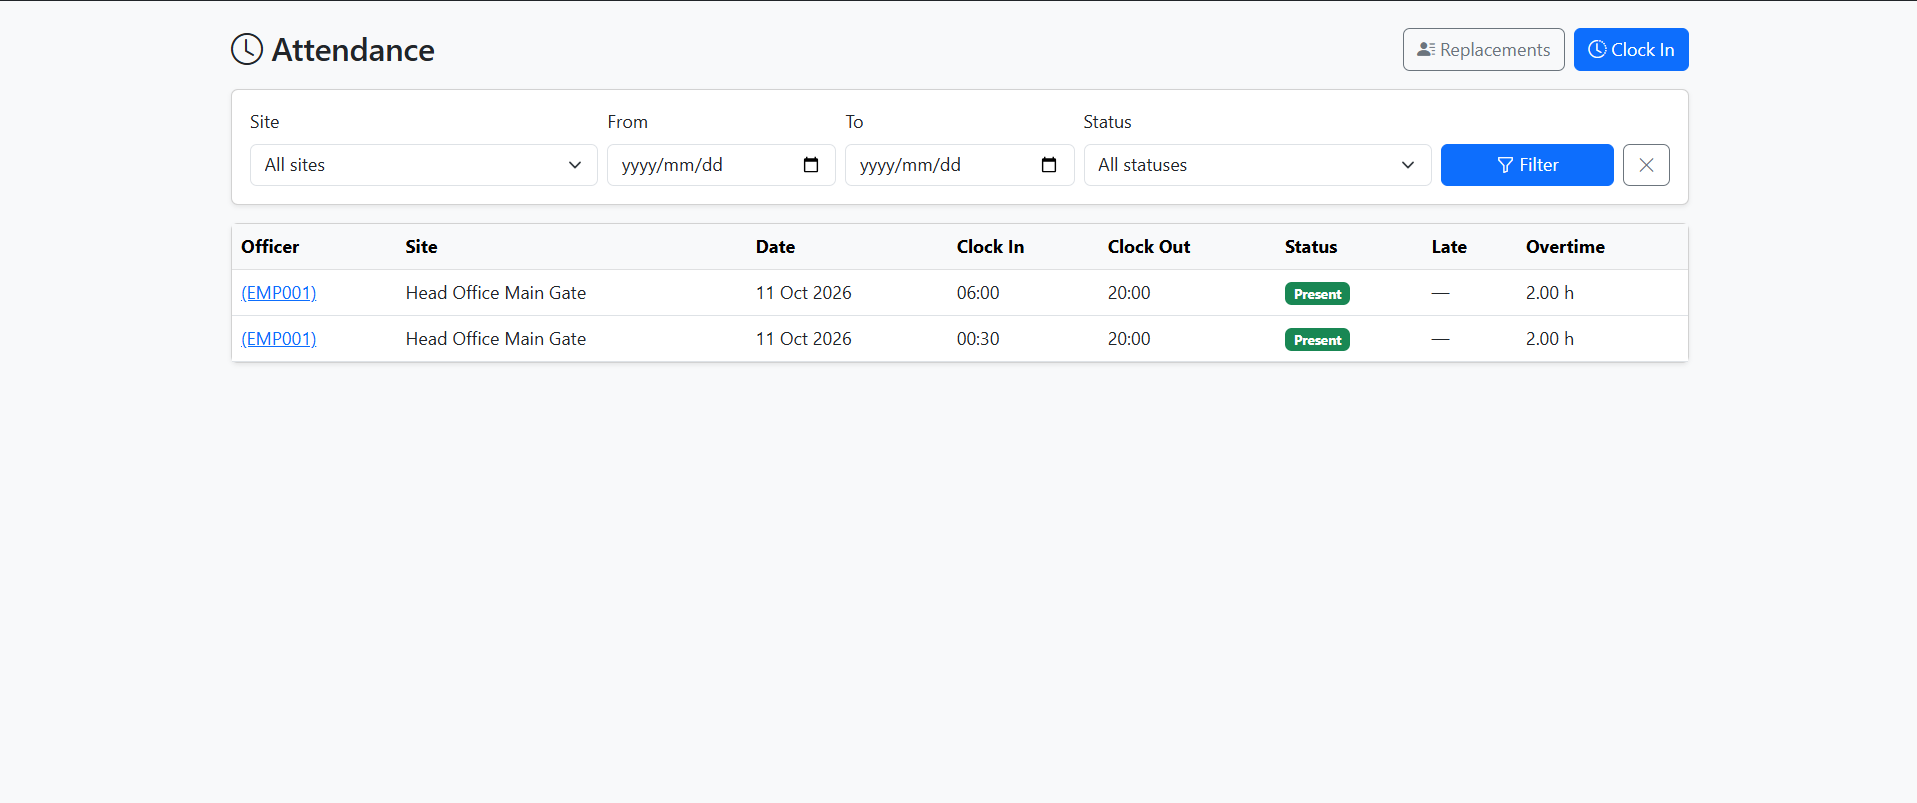 Attendance
Replacements
Clock In
Site From To Status
All sites yyyy/mm/dd yyyy/mm/dd All statuses Filter
Officer Site Date Clock In Clock Out Status Late Overtime
(EMP001) Head Office Main Gate 11 Oct 2026 06:00 20:00 Present — 2.00 h
(EMP001) Head Office Main Gate 11 Oct 2026 00:30 20:00 Present — 2.00 h